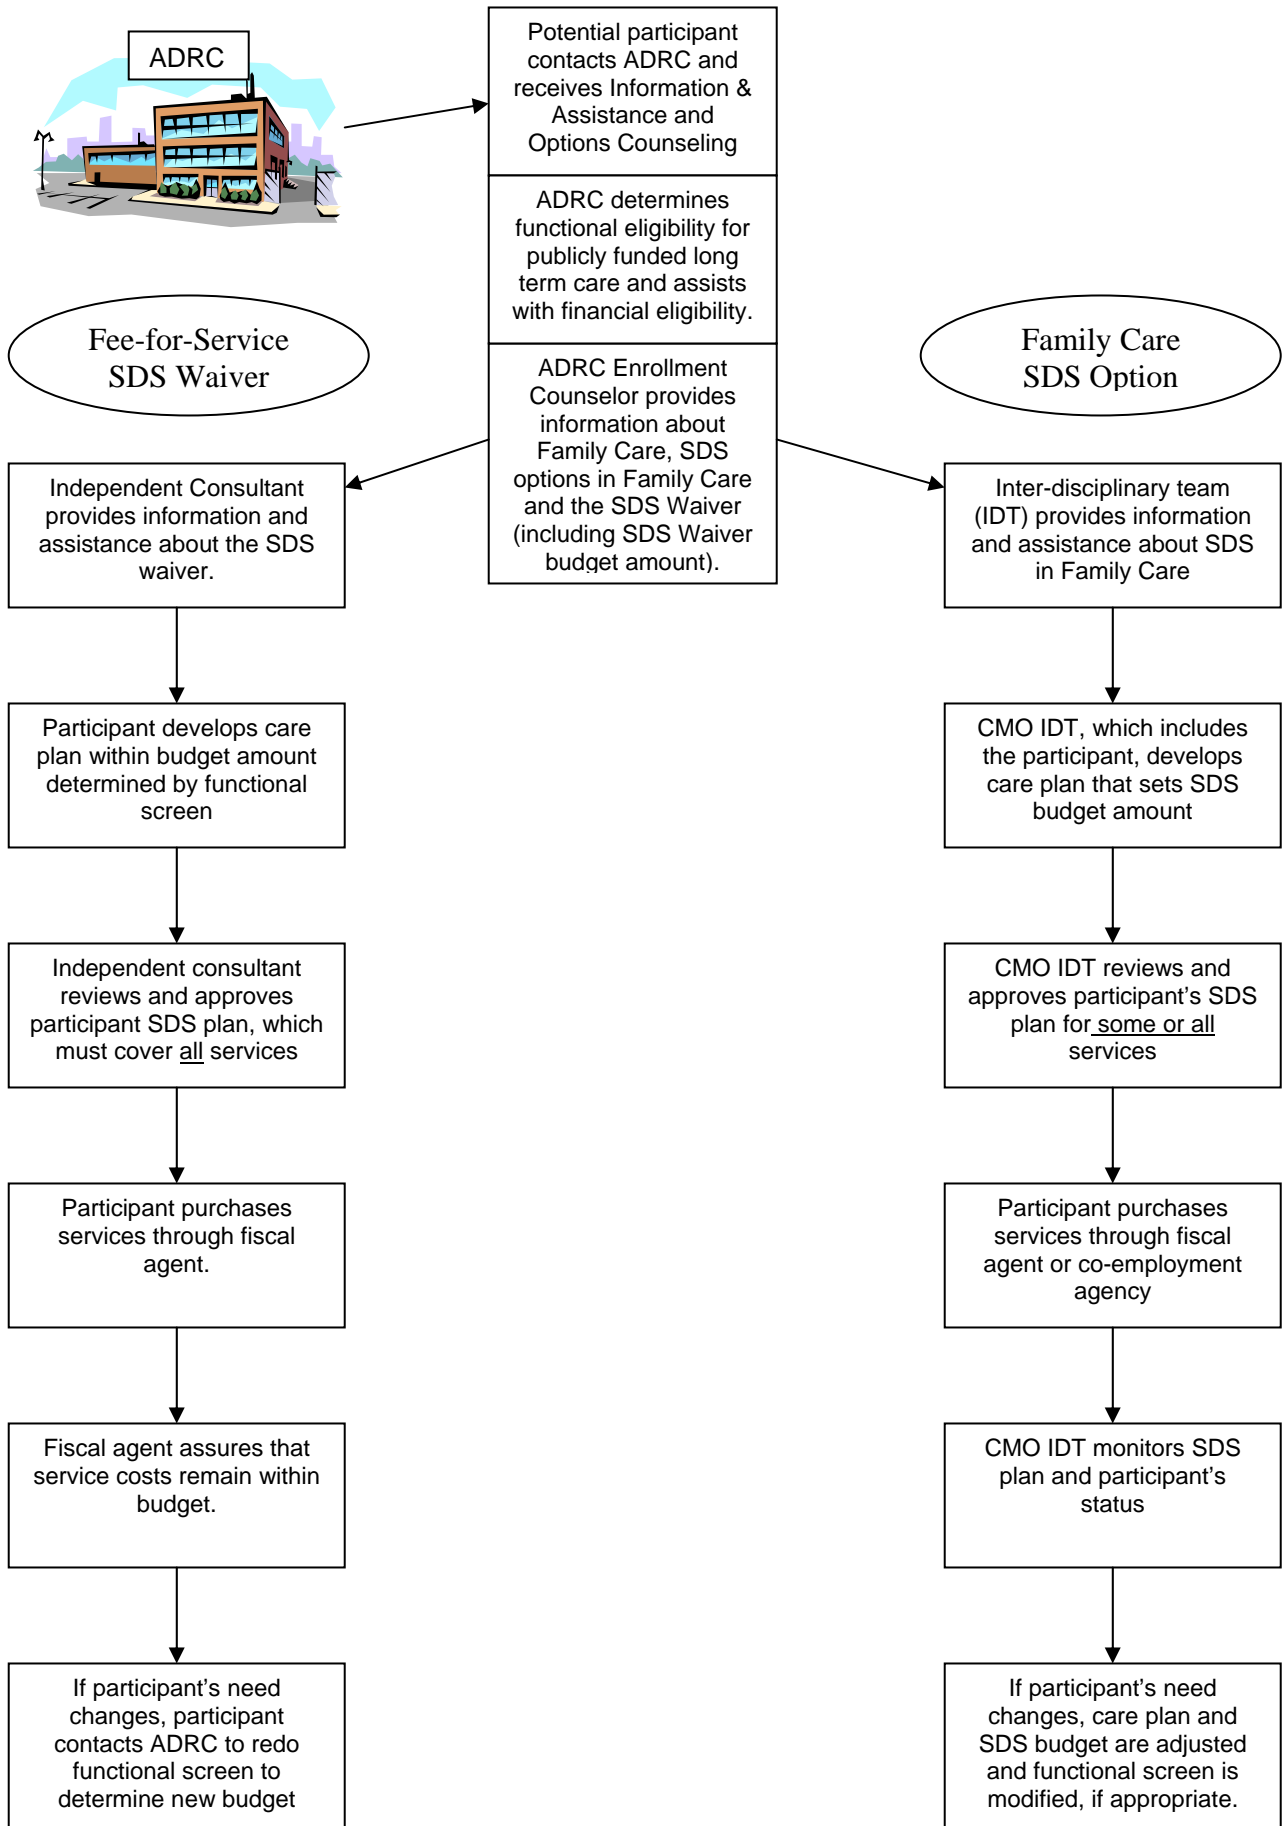 ADRC
Potential participant
contacts ADRC and
receives Information &
Assistance and
Options Counseling
ADRC determines
functional eligibility for
publicly funded long
term care and assists
with financial eligibility.
Fee-for-Service
SDS Waiver
Family Care
SDS Option
ADRC Enrollment
Counselor provides
information about
Family Care, SDS
options in Family Care
and the SDS Waiver
(including SDS Waiver
budget amount).
Independent Consultant
provides information and
assistance about the SDS
waiver.
Participant develops care
plan within budget amount
determined by functional
screen
Independent consultant
reviews and approves
participant SDS plan, which
must cover all services
Participant purchases
services through fiscal
agent.
Fiscal agent assures that
service costs remain within
budget.
If participant’s need
changes, participant
contacts ADRC to redo
functional screen to
determine new budget
Inter-disciplinary team
(IDT) provides information
and assistance about SDS
in Family Care
CMO IDT, which includes
the participant, develops
care plan that sets SDS
budget amount
CMO IDT reviews and
approves participant’s SDS
plan for some or all
services
Participant purchases
services through fiscal
agent or co-employment
agency
CMO IDT monitors SDS
plan and participant’s
status
If participant’s need
changes, care plan and
SDS budget are adjusted
and functional screen is
modified, if appropriate.